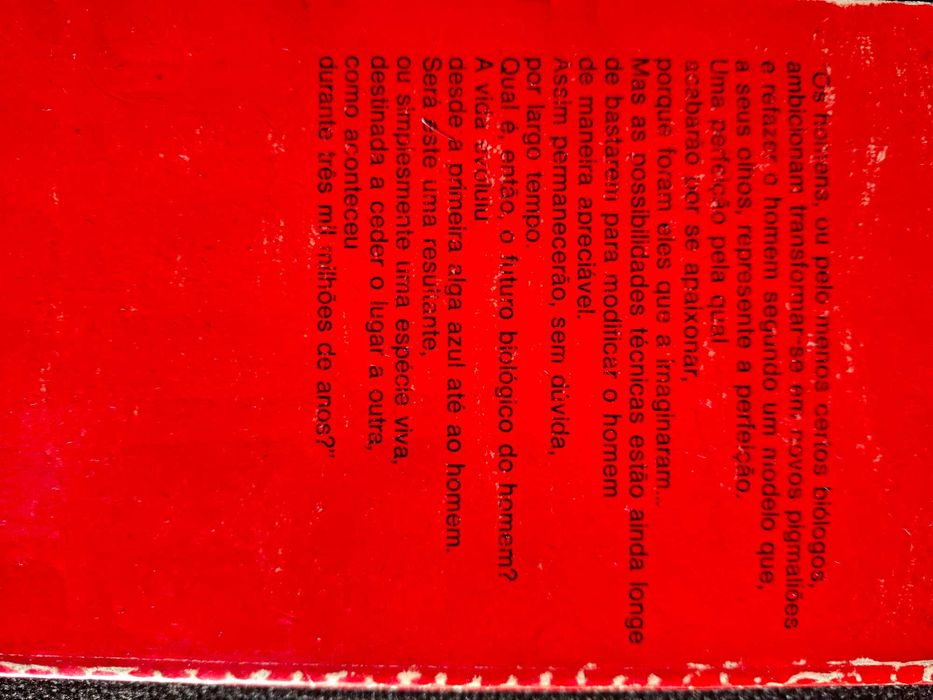 "Os homens, ou pelo menos certos biólogos,
ambicionam transfomar-se em novos pigmaliões
e refazer o homem segundo um modelo que,
a seus olhos, represente a perfeição.
Uma perfeição pela qual
acabarão por se apaixonar,
porque foram eles que a imaginaram...
Mas as possibilidades técnicas estão ainda longe
de bastarem para modificar o homem
de maneira apreciável.
Assim permanecerão, sem dúvida,
por largo tempo.
Qual é, então, o futuro biológico do homem?
A vida evoluiu
desde a primeira alga azul até ao homem.
Será este uma resultante,
ou simplesmente uma espécie viva,
destinada a ceder o lugar a outra,
como aconteceu
durante três mil milhões de anos?"